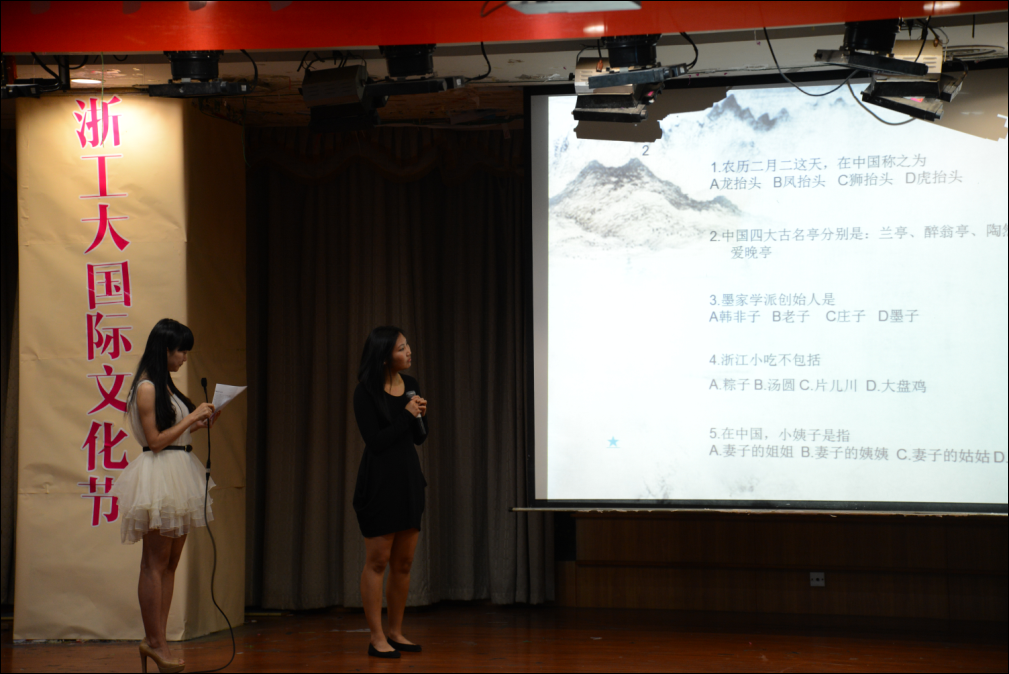 浙工大国际文化节
2
1.农历二月二这天，在中国称之为
A龙抬头 B凤抬头 C狮抬头 D虎抬头
2.中国四大古名亭分别是：兰亭、醉翁亭、陶然
爱晚亭
3.墨家学派创始人是
A韩非子 B老子 C庄子 D墨子
4.浙江小吃不包括
A.粽子 B.汤圆 C.片儿川 D.大盘鸡
5.在中国，小姨子是指
A.妻子的姐姐 B.妻子的姨姨 C.妻子的姑姑 D.